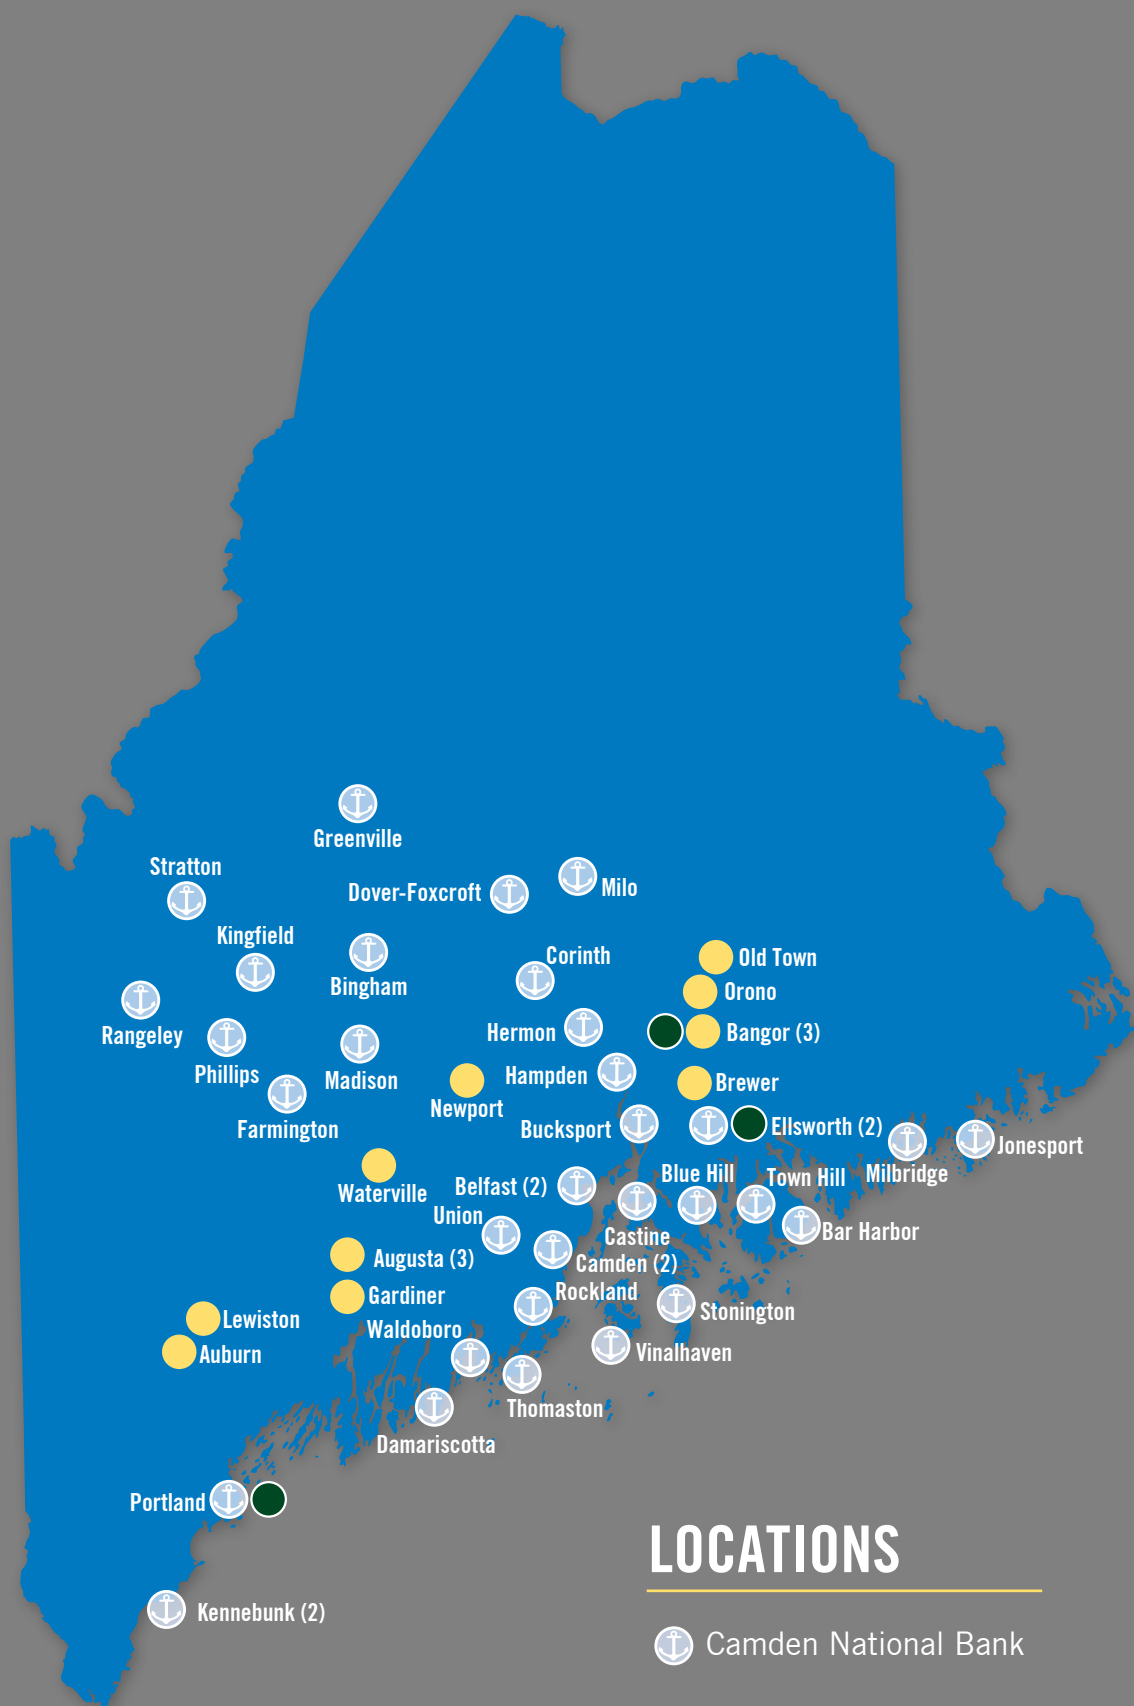 Greenville
Stratton
Dover-Foxcroft
Milo
Kingfield
Bingham
Corinth
Old Town
Orono
Rangeley
Hermon
Bangor (3)
Phillips
Madison
Hampden
Brewer
Newport
Farmington
Bucksport
Ellsworth (2)
Jonesport
Waterville
Belfast (2)
Blue Hill
Town Hill
Milbridge
Union
Castine
Bar Harbor
Augusta (3)
Camden (2)
Gardiner
Rockland
Stonington
Lewiston
Waldoboro
Auburn
Vinalhaven
Thomaston
Damariscotta
Portland
LOCATIONS
Kennebunk (2)
Camden National Bank